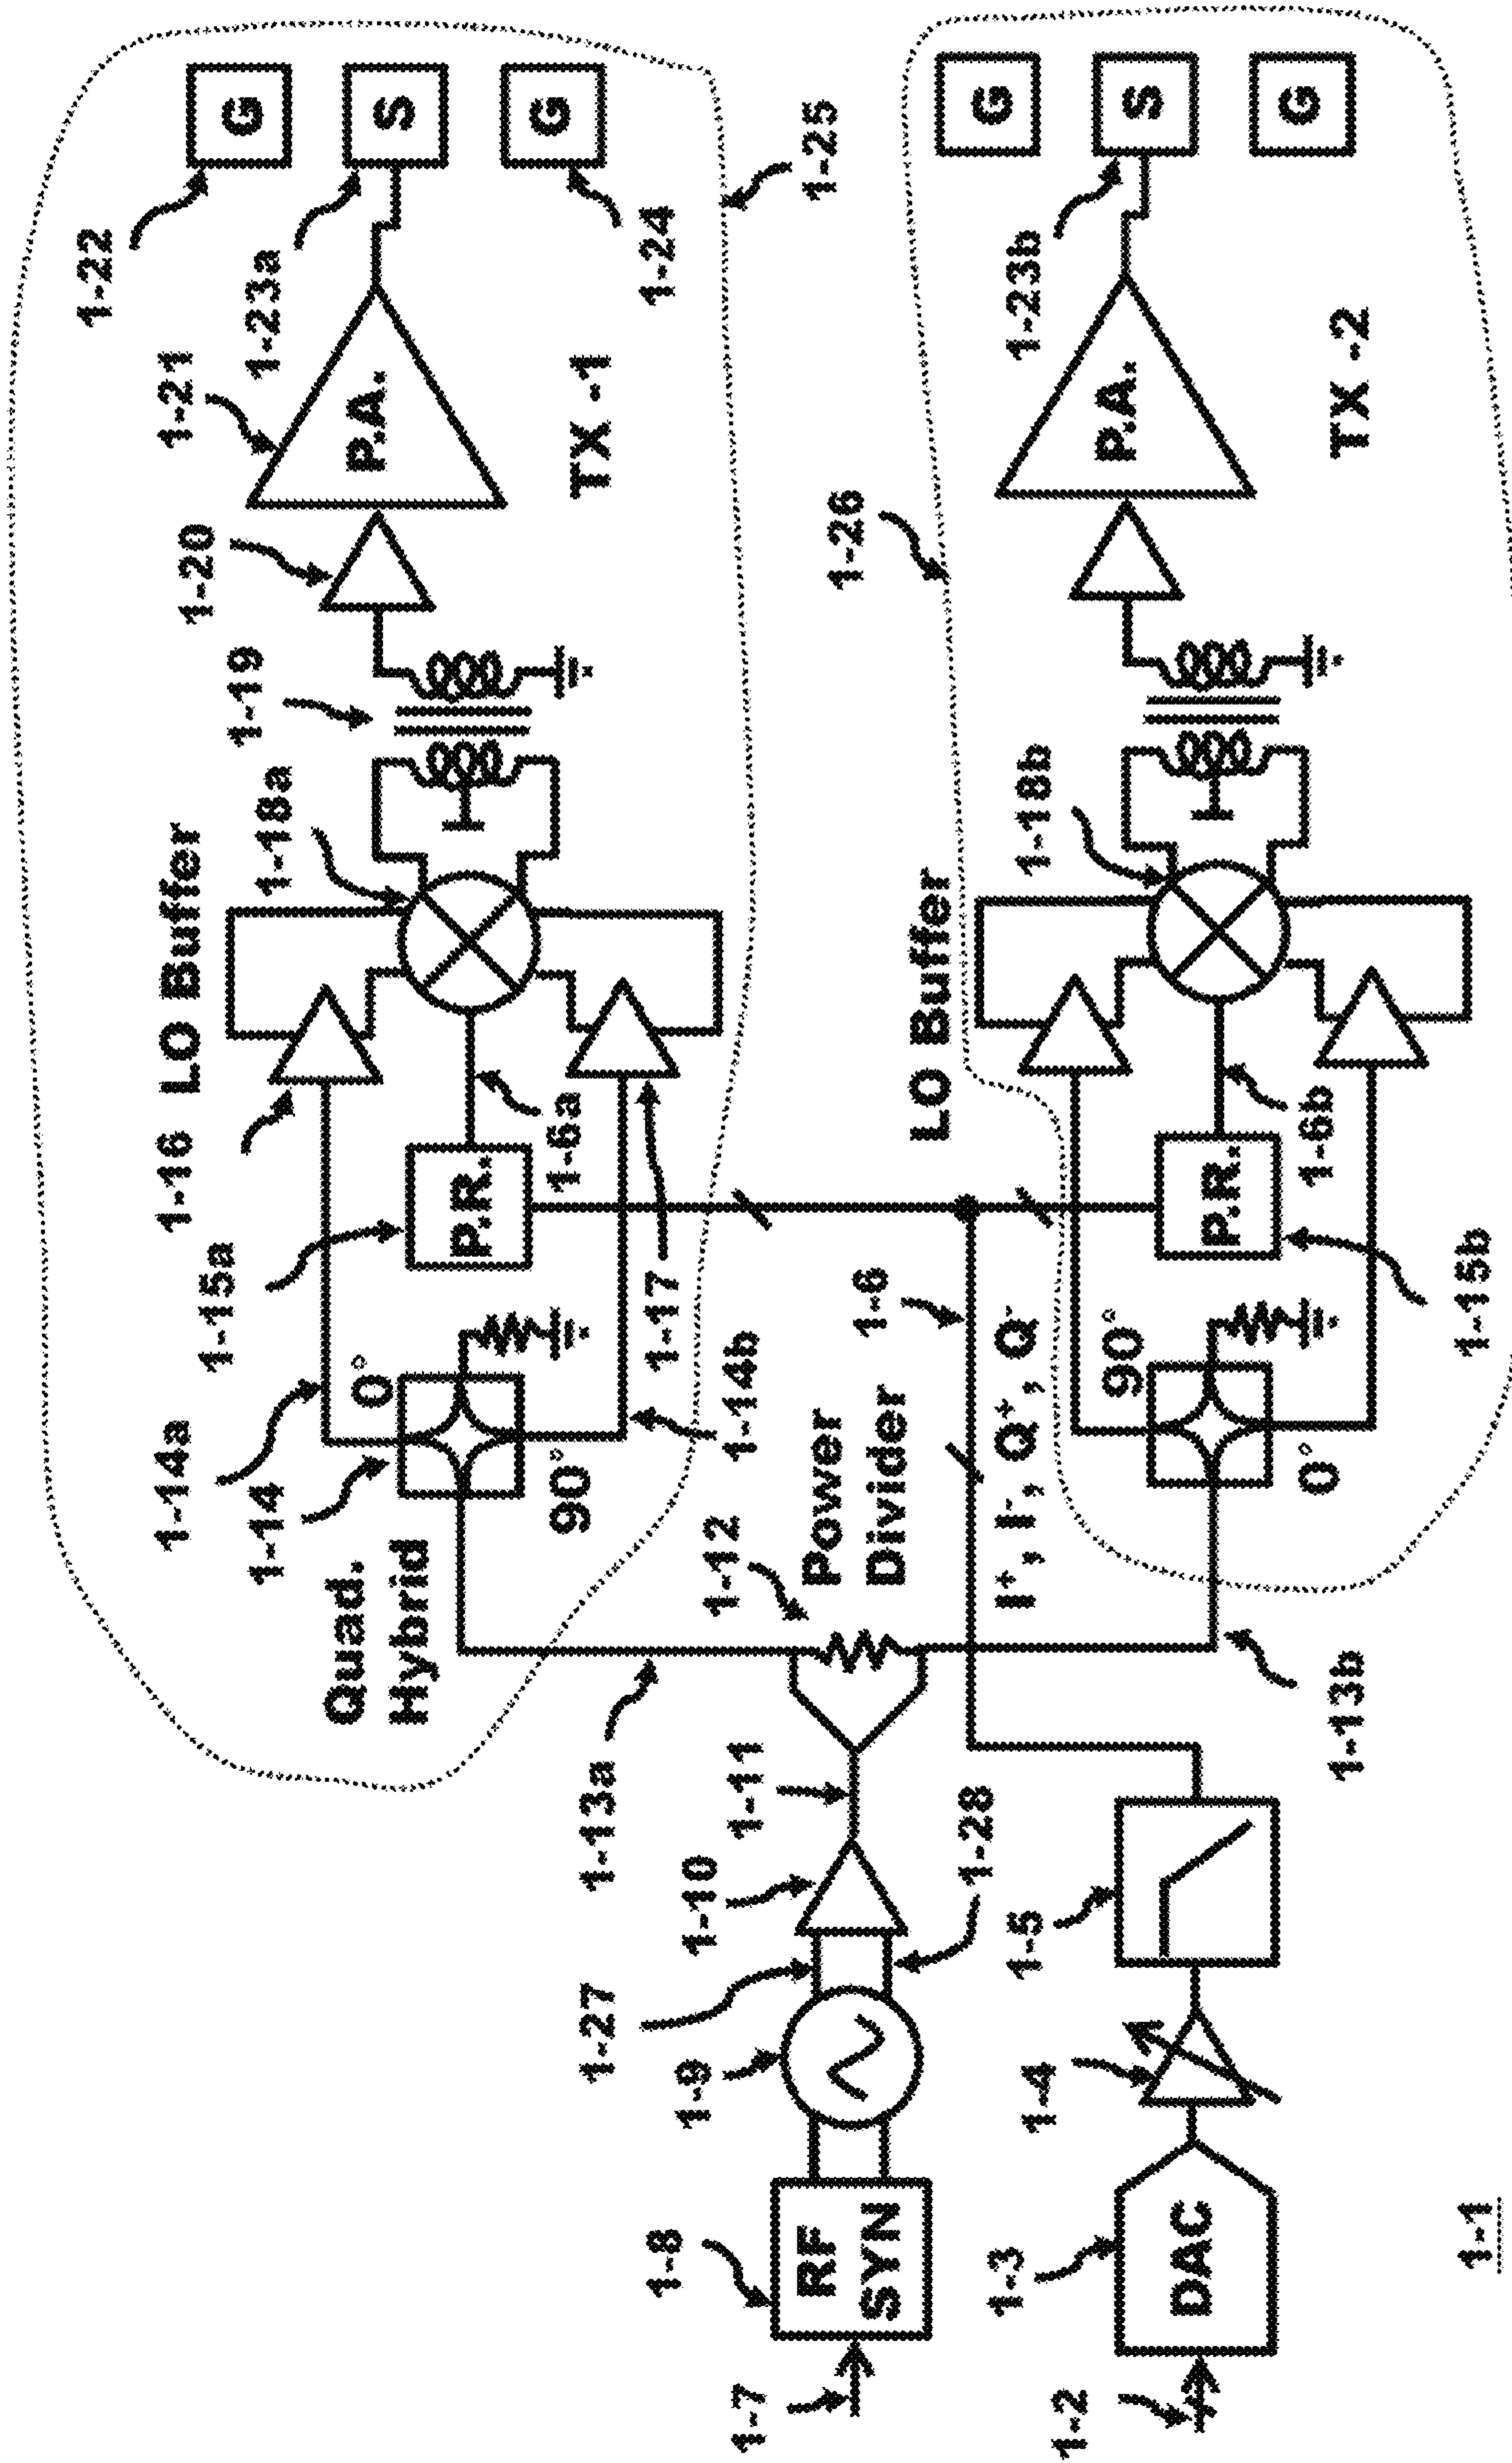 1-22
G
1-23a
S
G
1-24
1-25
1-21
P.A.
TX -1
1-20
1-19
1-18a
LO Buffer
1-16
1-6a
1-15a
P.R.
1-17
1-14a
0°
1-14
90°
1-14b
Quad.
Hybrid
1-12
Power
Divider
1-13a
1-6
I⁺, I⁻, Q⁺, Q⁻
1-26
G
1-23b
S
G
P.A.
TX -2
1-18b
LO Buffer
1-6b
P.R.
1-15b
90°
0°
1-13b
1-11
1-10
1-28
1-27
1-9
1-8
RF
SYN
1-7
1-5
1-4
1-3
DAC
1-2
1-1